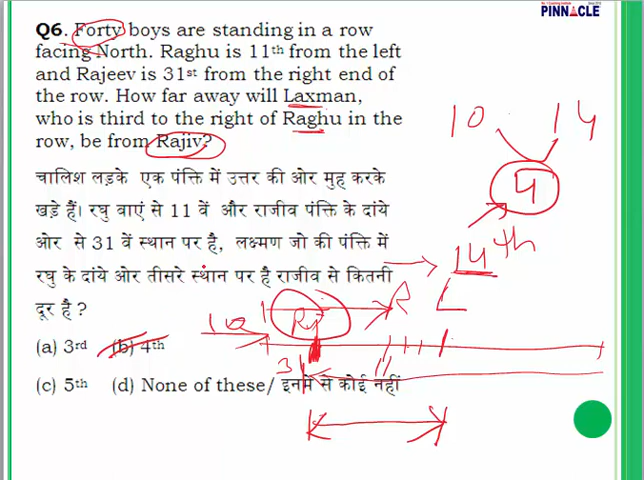 PINNACLE
Q6. Forty boys are standing in a row
facing North. Raghu is 11th from the left
and Rajeev is 31st from the right end of
the row. How far away will Laxman,
who is third to the right of Raghu in the
row, be from Rajiv?
10 14
4
14th
चालिश लड़के एक पंक्ति में उत्तर की ओर मुह करके
खड़े हैं। रघु वाएं से 11 वें और राजीव पंक्ति के दांये
ओर से 31 वें स्थान पर है, लक्ष्मण जो की पंक्ति में
रघु के दांये ओर तीसरे स्थान पर है राजीव से कितनी
दूर है ?
R L
10
(a) 3rd (b) 4th
31 11
(c) 5th (d) None of these/ इनमें से कोई नहीं